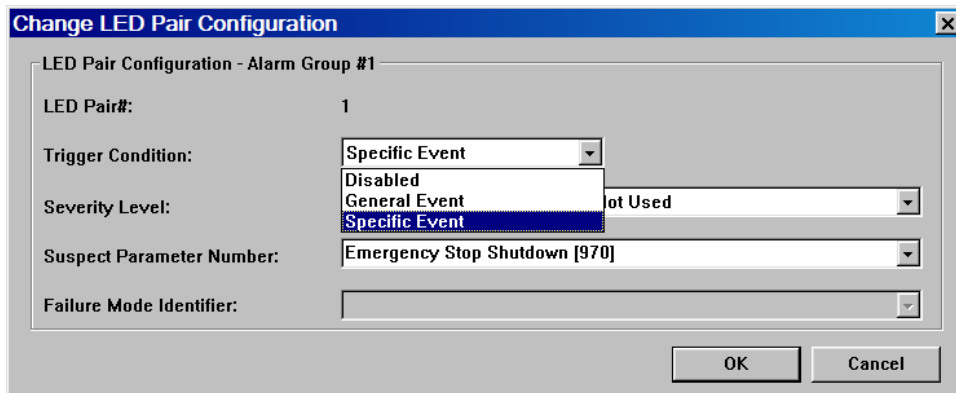 Change LED Pair Configuration
LED Pair Configuration - Alarm Group #1
LED Pair#: 1
Trigger Condition: Specific Event
Disabled
General Event
Specific Event
Severity Level: Used
Suspect Parameter Number: Emergency Stop Shutdown [970]
Failure Mode Identifier:
OK Cancel